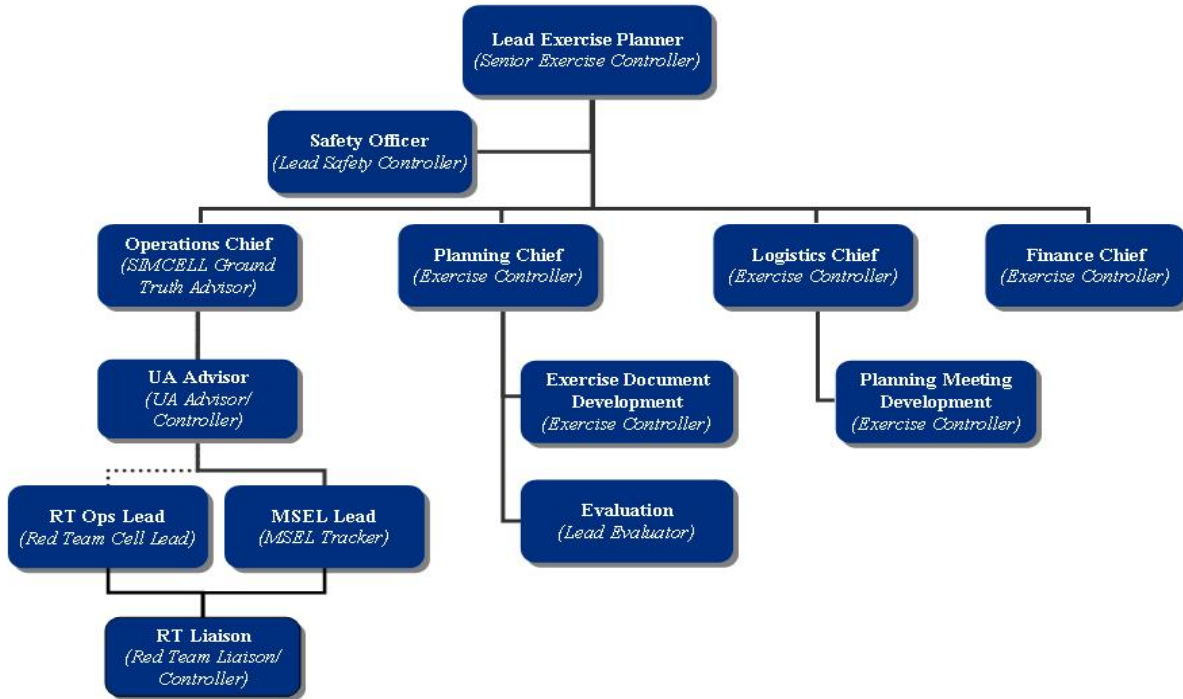 Lead Exercise Planner
(Senior Exercise Controller)
Safety Officer
(Lead Safety Controller)
Operations Chief
(SIMCELL Ground
Truth Advisor)
Planning Chief
(Exercise Controller)
Logistics Chief
(Exercise Controller)
Finance Chief
(Exercise Controller)
UA Advisor
(UA Advisor/
Controller)
Exercise Document
Development
(Exercise Controller)
Planning Meeting
Development
(Exercise Controller)
RT Ops Lead
(Red Team Cell Lead)
MSEL Lead
(MSEL Tracker)
Evaluation
(Lead Evaluator)
RT Liaison
(Red Team Liaison/
Controller)